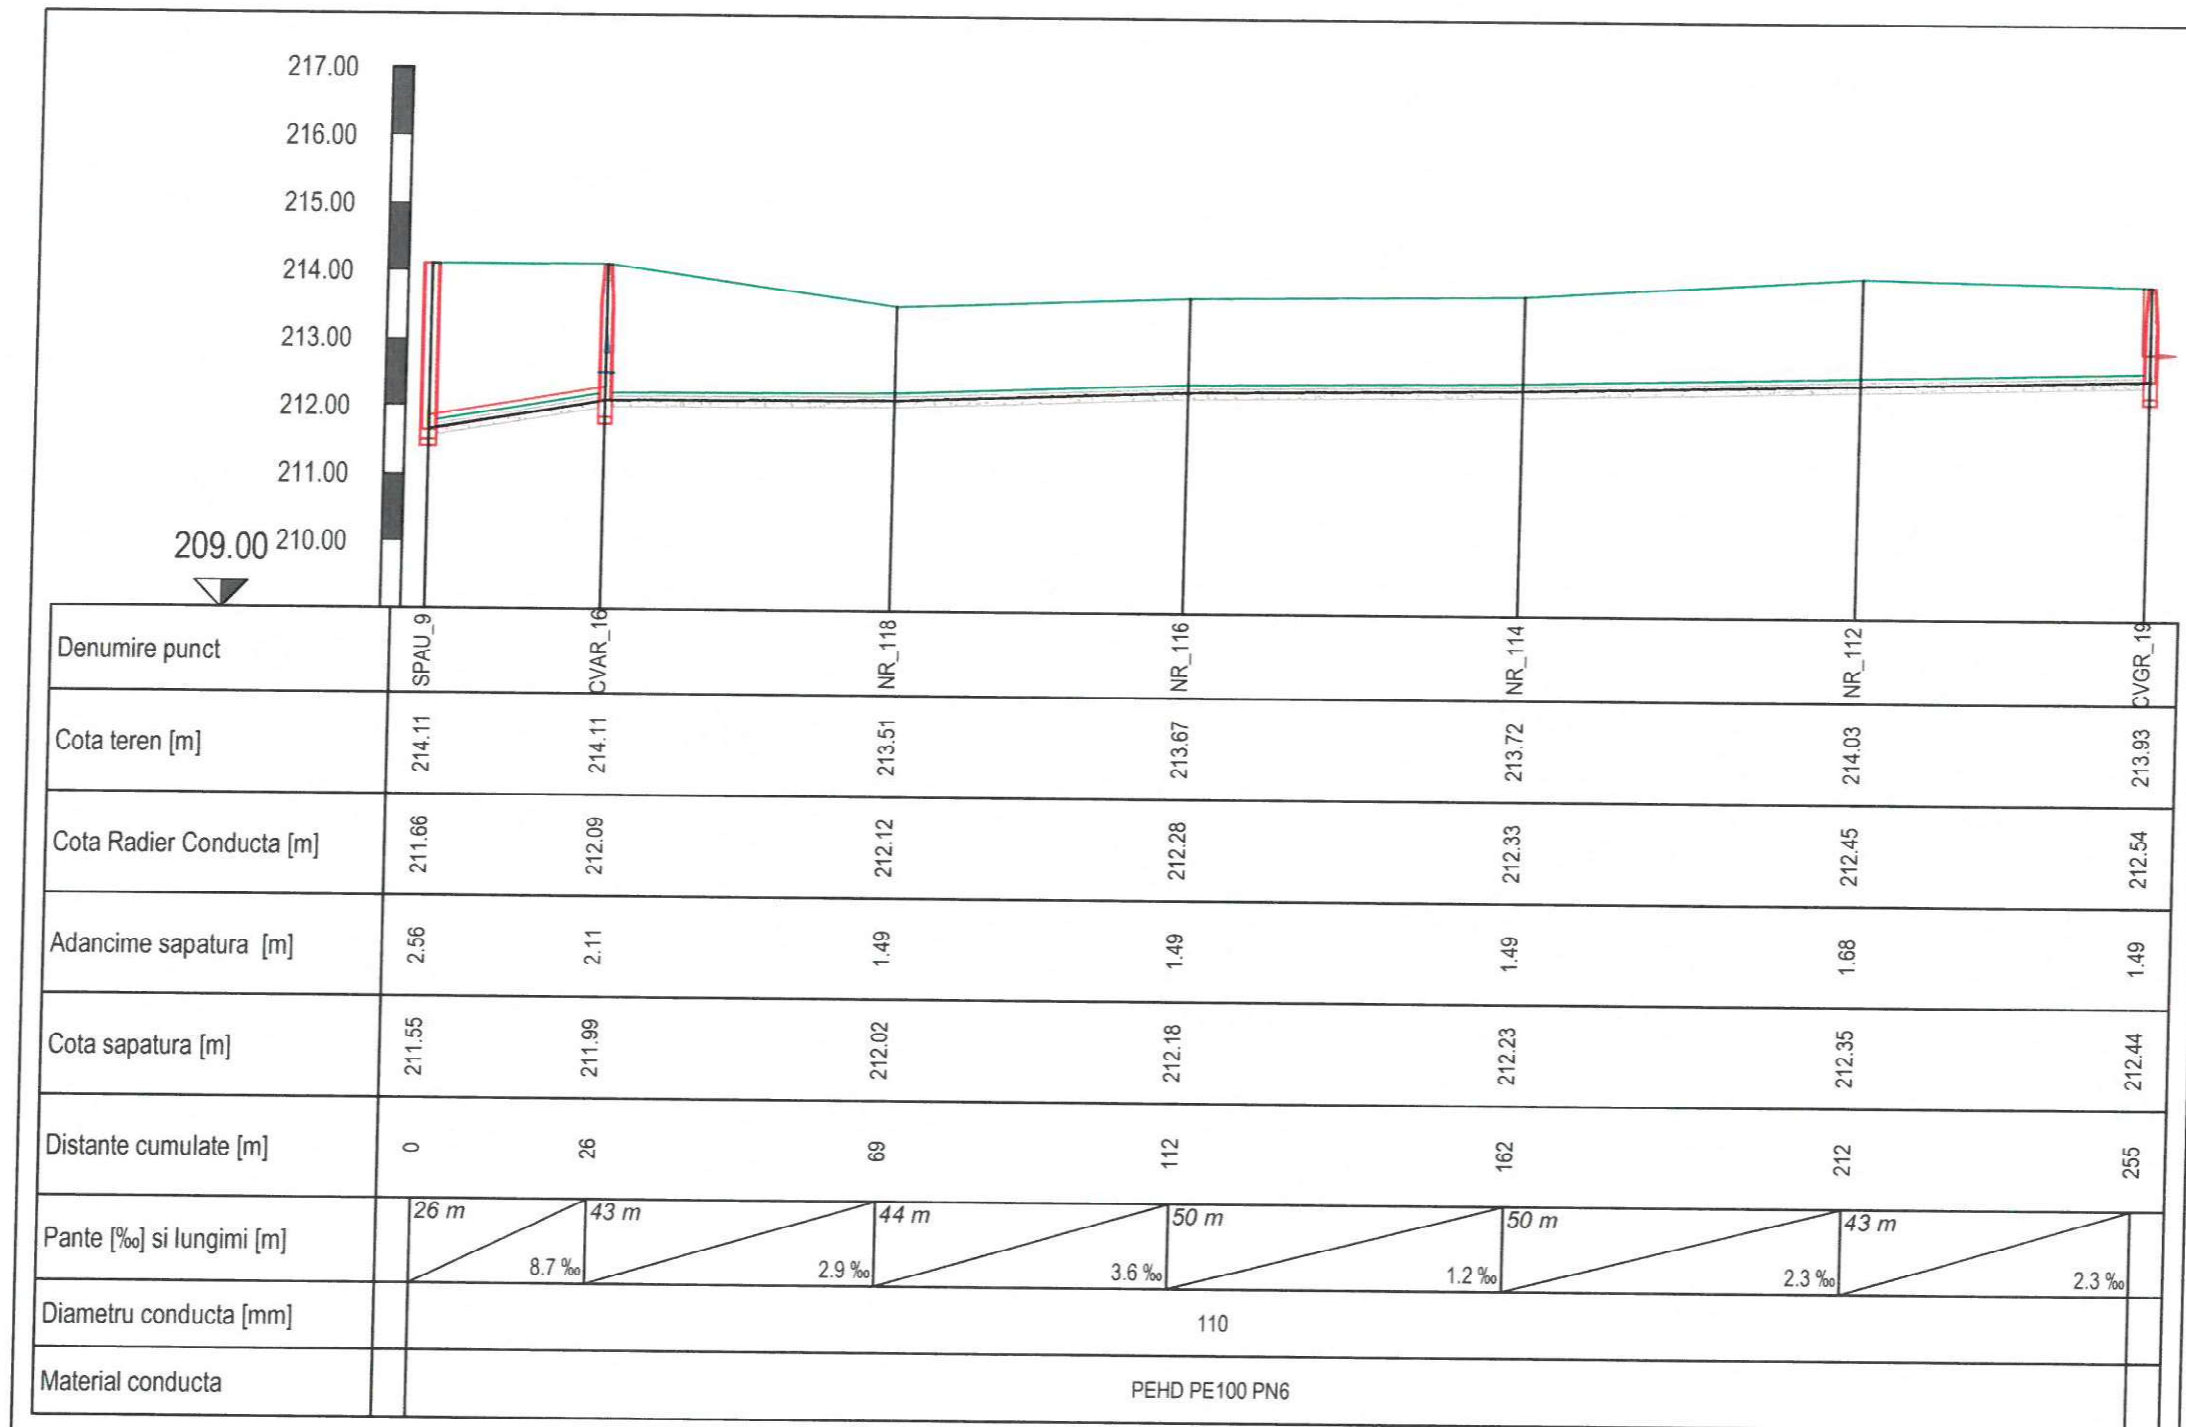 217.00
216.00
215.00
214.00
213.00
212.00
211.00
209.00 210.00
Denumire punct SPAU_9 CVAR_16 NR_118 NR_116 NR_114 NR_112 CVGR_19
Cota teren [m] 214.11 214.11 213.51 213.67 213.72 214.03 213.93
Cota Radier Conducta [m] 211.66 212.09 212.12 212.28 212.33 212.45 212.54
Adancime sapatura [m] 2.56 2.11 1.49 1.49 1.49 1.68 1.49
Cota sapatura [m] 211.55 211.99 212.02 212.18 212.23 212.35 212.44
Distante cumulate [m] 0 26 69 112 162 212 255
Pante [‰] si lungimi [m] 26 m 43 m 44 m 50 m 50 m 43 m
8.7 ‰ 2.9 ‰ 3.6 ‰ 1.2 ‰ 2.3 ‰ 2.3 ‰
Diametru conducta [mm] 110
Material conducta PEHD PE100 PN6